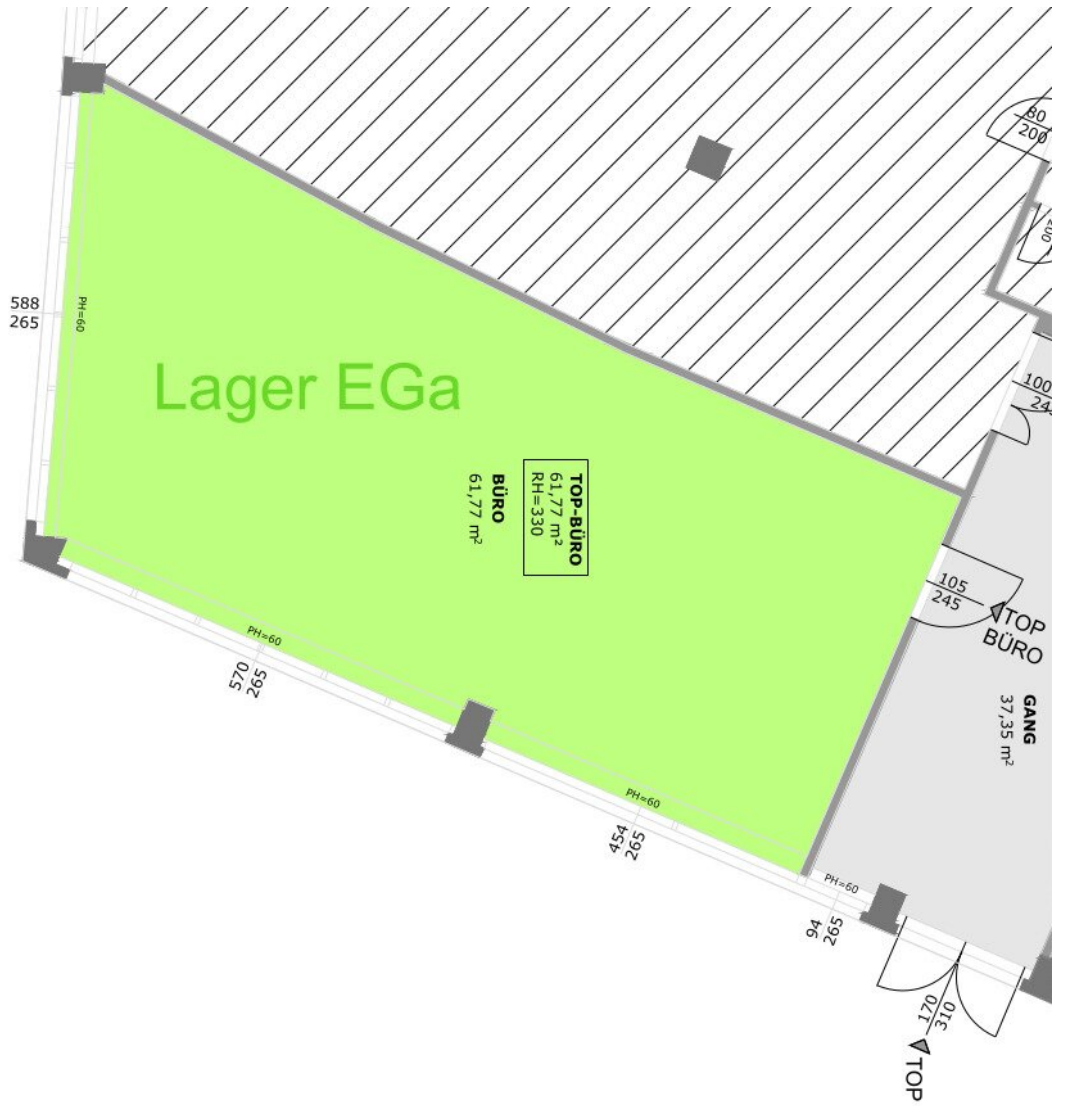 80
200
588
265
PH=60
Lager EGa
100
TOP-BÜRO
61,77 m²
RH=330
BÜRO
61,77 m²
105
245
TOP
BÜRO
GANG
37,35 m²
PH=60
570
265
PH=60
454
265
PH=60
94
265
170
310
TOP